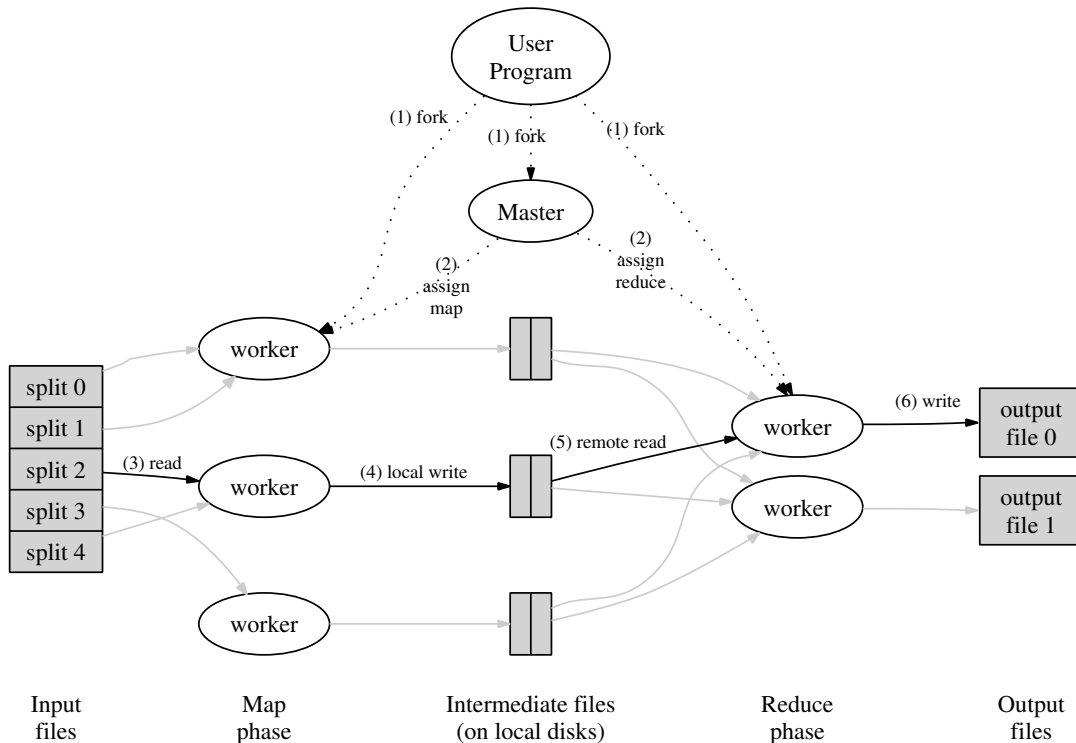 User
Program
(1) fork
(1) fork
(1) fork
Master
(2)
assign
map
(2)
assign
reduce
worker
split 0
split 1
split 2
split 3
split 4
(3) read
worker
(4) local write
(5) remote read
worker
(6) write
output
file 0
worker
output
file 1
worker
Input
files
Map
phase
Intermediate files
(on local disks)
Reduce
phase
Output
files